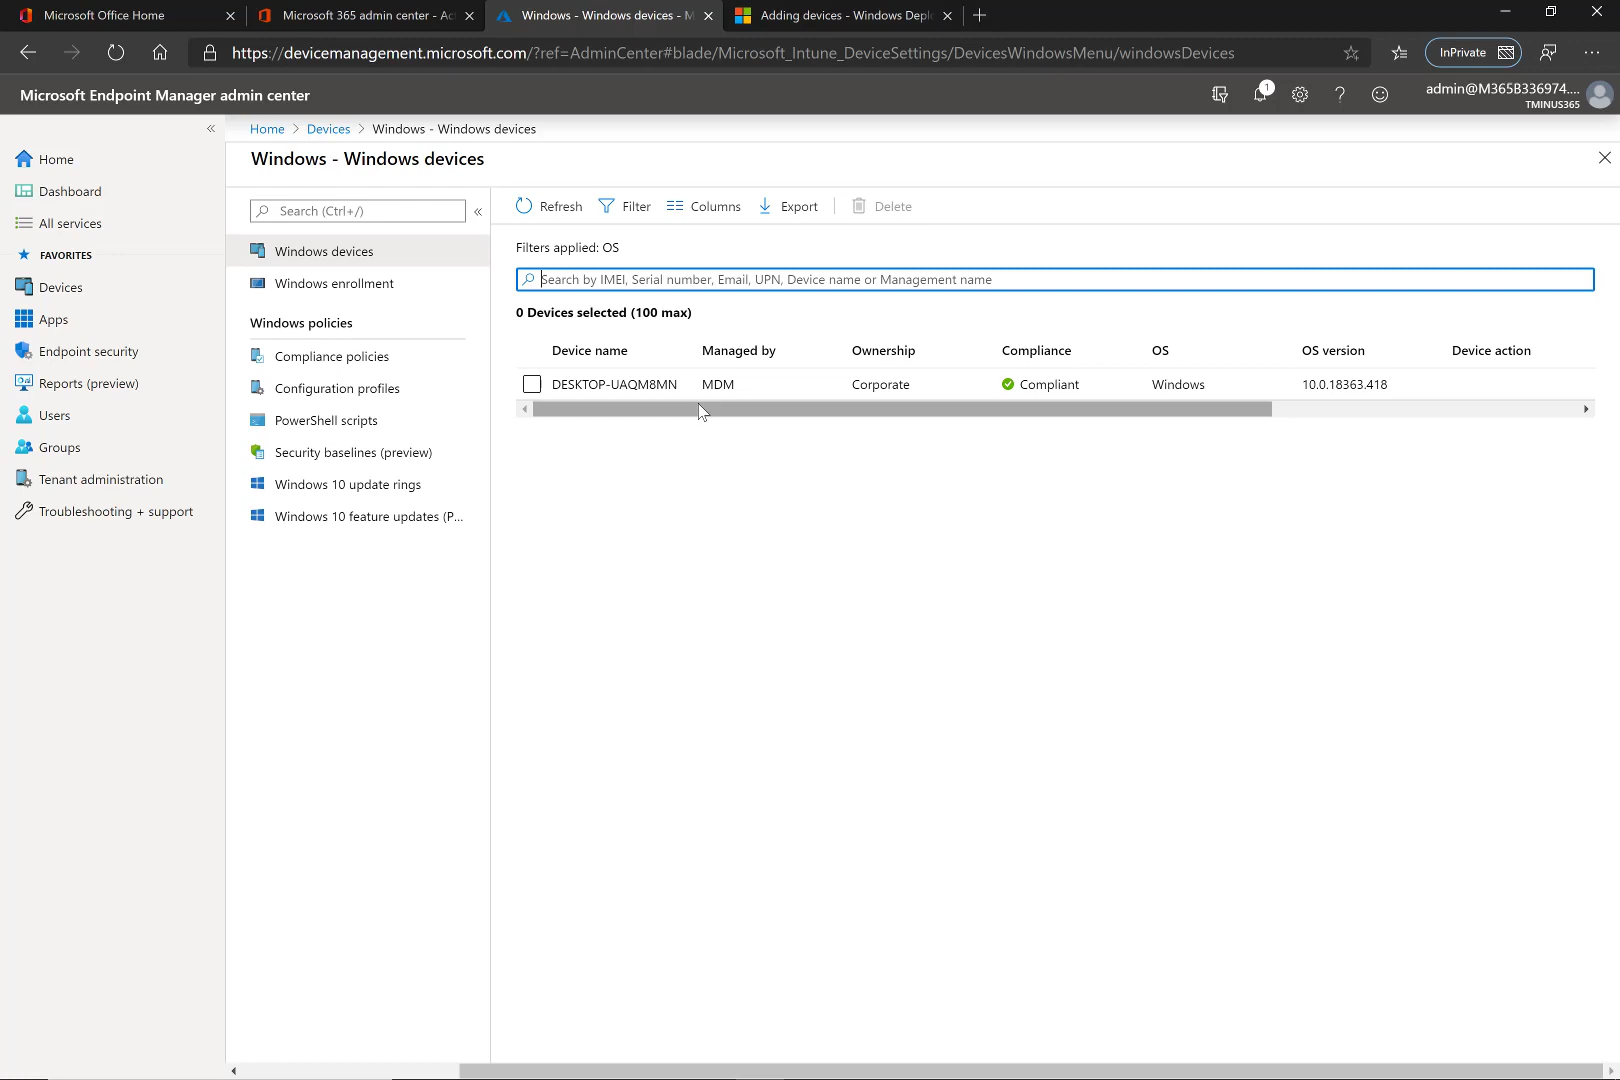 Microsoft Office Home
Microsoft 365 admin center - Ac
Windows - Windows devices - M
Adding devices - Windows Depl
https://devicemanagement.microsoft.com/?ref=AdminCenter#blade/Microsoft_Intune_DeviceSettings/DevicesWindowsMenu/windowsDevices
InPrivate
Microsoft Endpoint Manager admin center
1
admin@M365B336974....
TMINUS365
Home > Devices > Windows - Windows devices
Windows - Windows devices
Home
Dashboard
All services
FAVORITES
Devices
Apps
Endpoint security
Reports (preview)
Users
Groups
Tenant administration
Troubleshooting + support
Search (Ctrl+/)
Windows devices
Windows enrollment
Windows policies
Compliance policies
Configuration profiles
PowerShell scripts
Security baselines (preview)
Windows 10 update rings
Windows 10 feature updates (P...
Refresh Filter Columns Export Delete
Filters applied: OS
Search by IMEI, Serial number, Email, UPN, Device name or Management name
0 Devices selected (100 max)
Device name Managed by Ownership Compliance OS OS version Device action
DESKTOP-UAQM8MN MDM Corporate Compliant Windows 10.0.18363.418